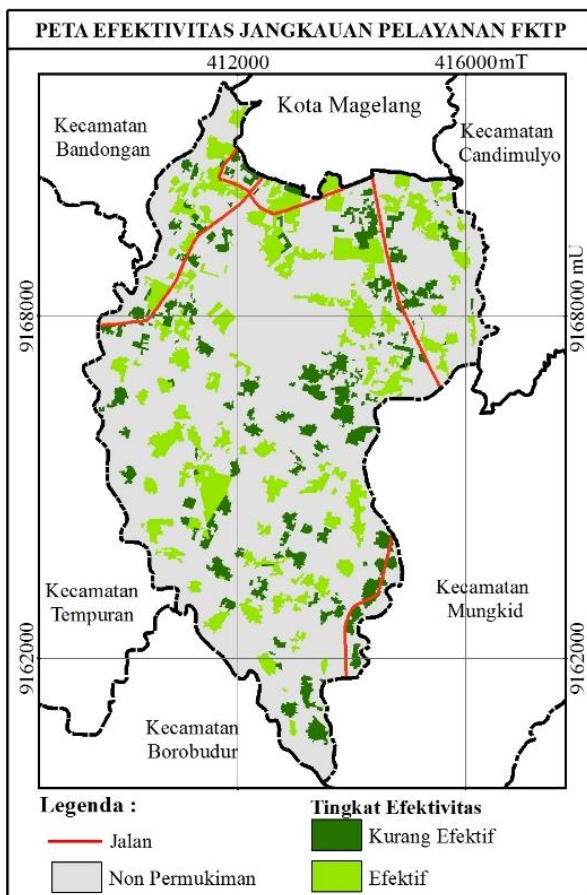 PETA EFEKTIVITAS JANGKAUAN PELAYANAN FKTP
412000
416000mT
Kota Magelang
Kecamatan
Bandongan
Kecamatan
Candimulyo
9168000
9168000 mU
Kecamatan
Tempuran
Kecamatan
Mungkid
9162000
9162000
Kecamatan
Borobudur
Legenda :
Jalan
Non Permukiman
Tingkat Efektivitas
Kurang Efektif
Efektif